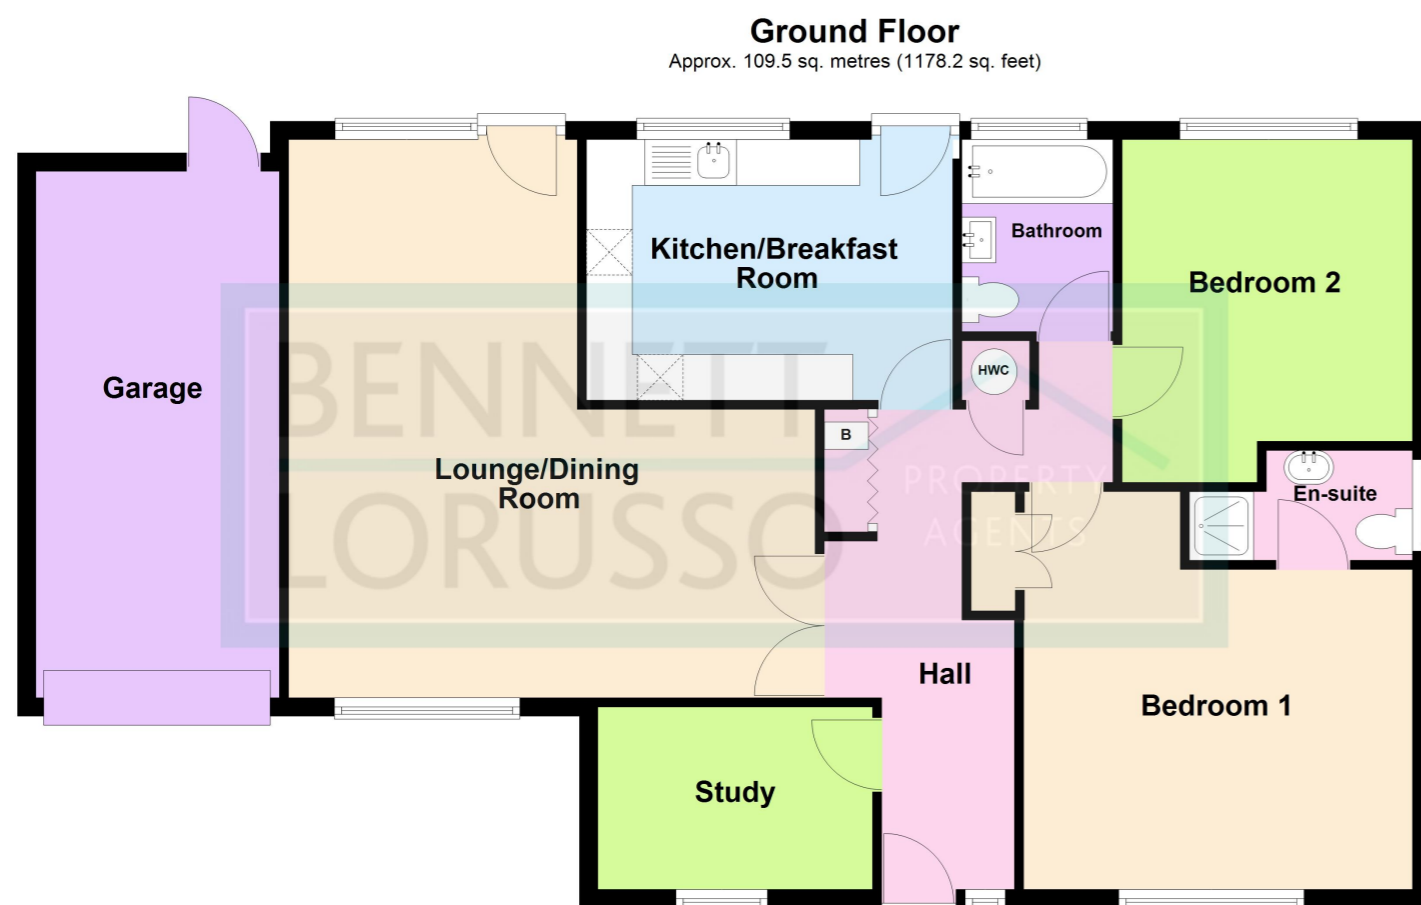 Ground Floor
Approx. 109.5 sq. metres (1178.2 sq. feet)
Kitchen/Breakfast
Room
Bathroom
Bedroom 2
Garage
HWC
B
Lounge/Dining
Room
En-suite
Hall
Bedroom 1
Study
BENNETT
LORUSSO
PROPERTY
AGENTS